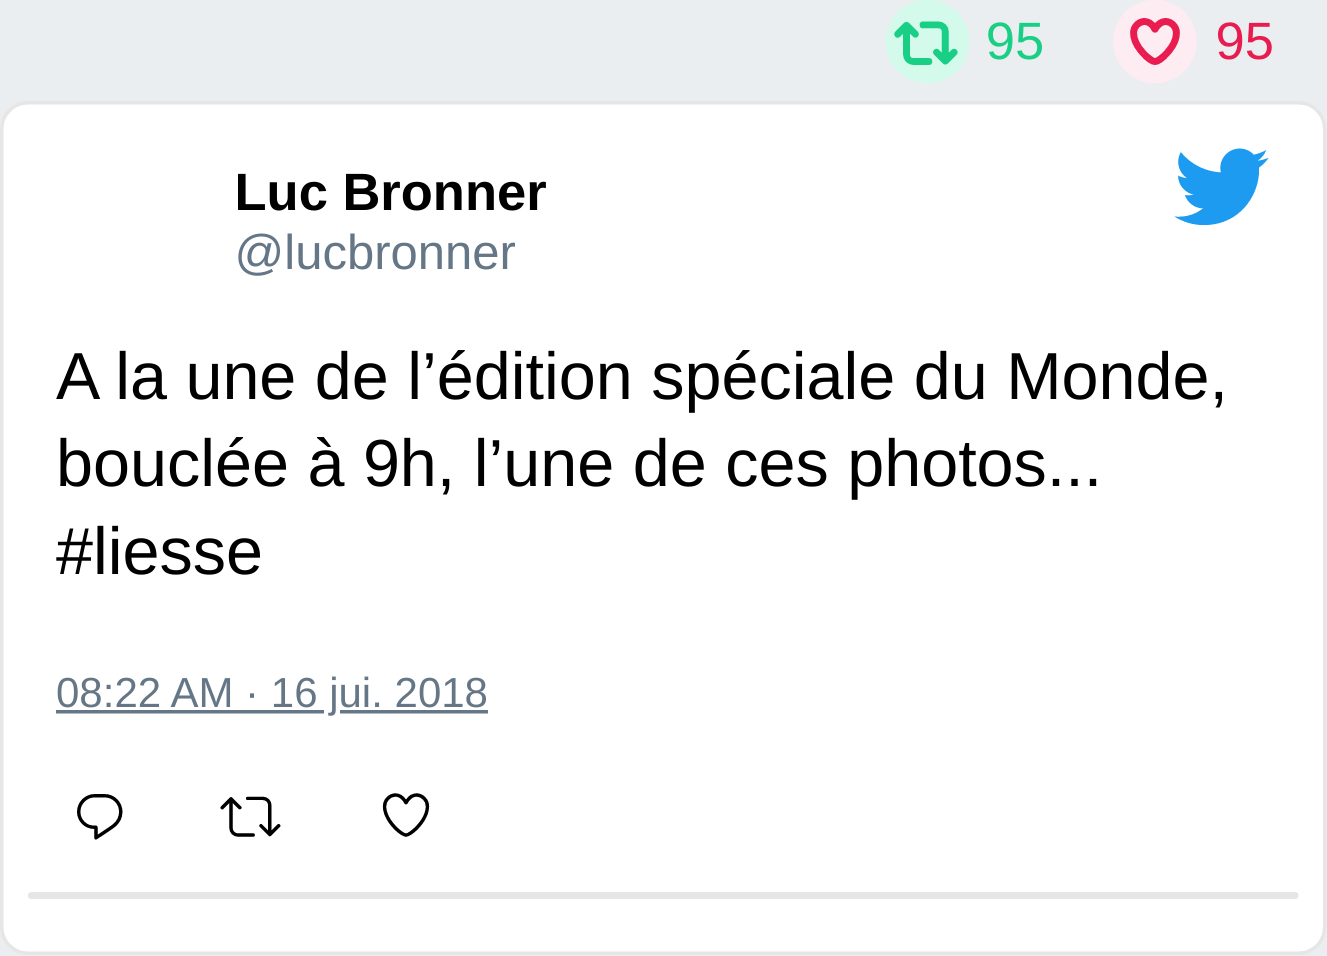 95 95
Luc Bronner
@lucbronner
A la une de l’édition spéciale du Monde,
bouclée à 9h, l’une de ces photos...
#liesse
08:22 AM · 16 jui. 2018